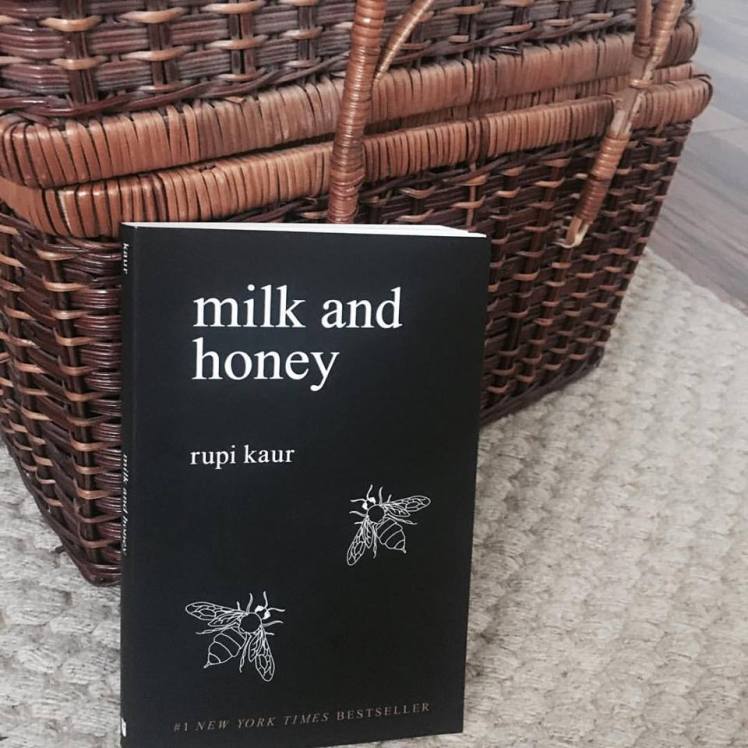 milk and
honey
rupi kaur
#1 NEW YORK TIMES BESTSELLER
kaur
milk and honey